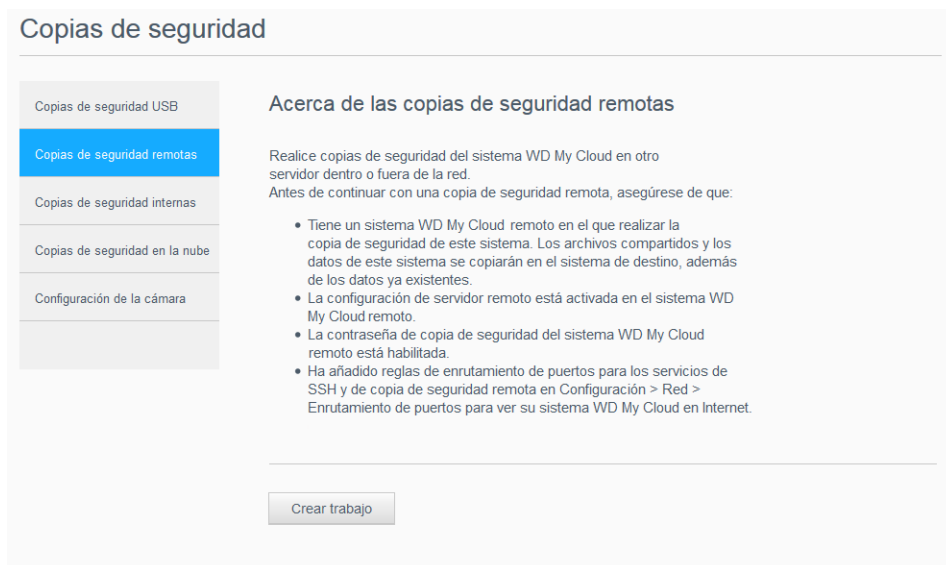 Copias de seguridad
Copias de seguridad USB
Copias de seguridad remotas
Copias de seguridad internas
Copias de seguridad en la nube
Configuración de la cámara
Acerca de las copias de seguridad remotas
Realice copias de seguridad del sistema WD My Cloud en otro
servidor dentro o fuera de la red.
Antes de continuar con una copia de seguridad remota, asegúrese de que:
• Tiene un sistema WD My Cloud remoto en el que realizar la
copia de seguridad de este sistema. Los archivos compartidos y los
datos de este sistema se copiarán en el sistema de destino, además
de los datos ya existentes.
• La configuración de servidor remoto está activada en el sistema WD
My Cloud remoto.
• La contraseña de copia de seguridad del sistema WD My Cloud
remoto está habilitada.
• Ha añadido reglas de enrutamiento de puertos para los servicios de
SSH y de copia de seguridad remota en Configuración > Red >
Enrutamiento de puertos para ver su sistema WD My Cloud en Internet.
Crear trabajo